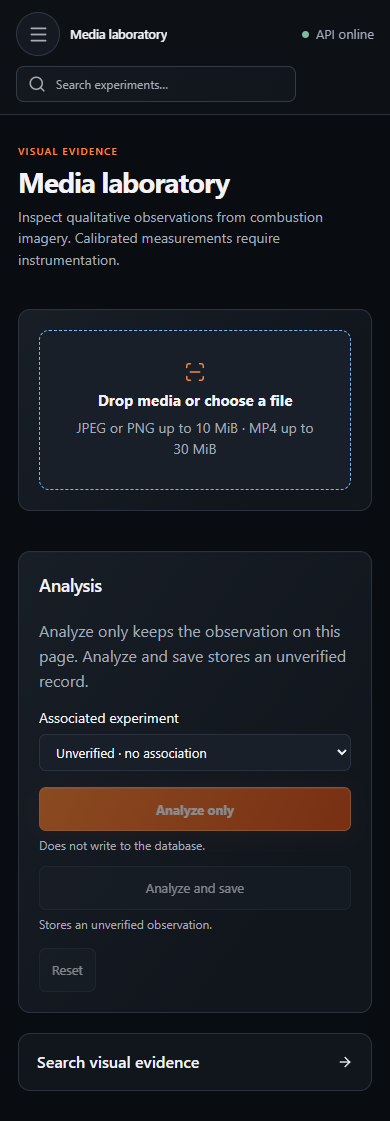 Media laboratory
API online
Search experiments...
VISUAL EVIDENCE
Media laboratory
Inspect qualitative observations from combustion
imagery. Calibrated measurements require
instrumentation.
Drop media or choose a file
JPEG or PNG up to 10 MiB · MP4 up to
30 MiB
Analysis
Analyze only keeps the observation on this
page. Analyze and save stores an unverified
record.
Associated experiment
Unverified · no association
Analyze only
Does not write to the database.
Analyze and save
Stores an unverified observation.
Reset
Search visual evidence